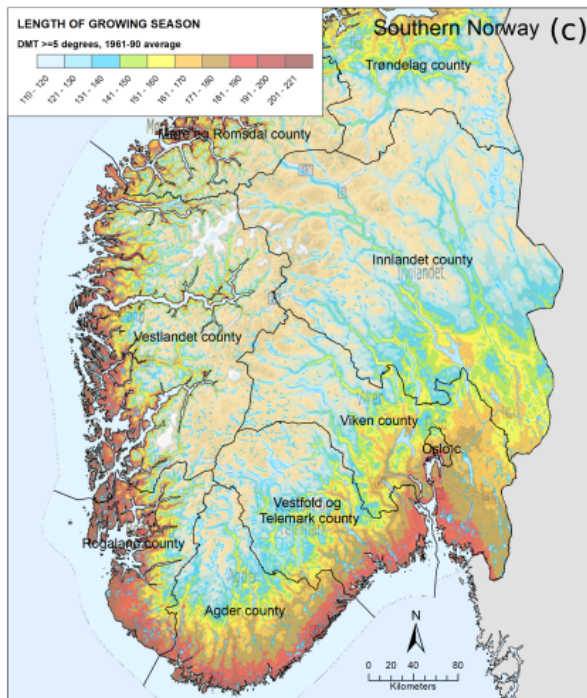 LENGTH OF GROWING SEASON
DMT >=5 degrees, 1961-90 average
110 - 120
121 - 130
131 - 140
141 - 150
151 - 160
161 - 170
171 - 180
181 - 190
191 - 200
201 - 221
Southern Norway (c)
Trøndelag county
Møre og Romsdal county
Innlandet county
Innlandet
Vestlandet county
Viken county
Vestfold og
Telemark county
Rogaland county
Agder county
N
0 20 40 80
Kilometers